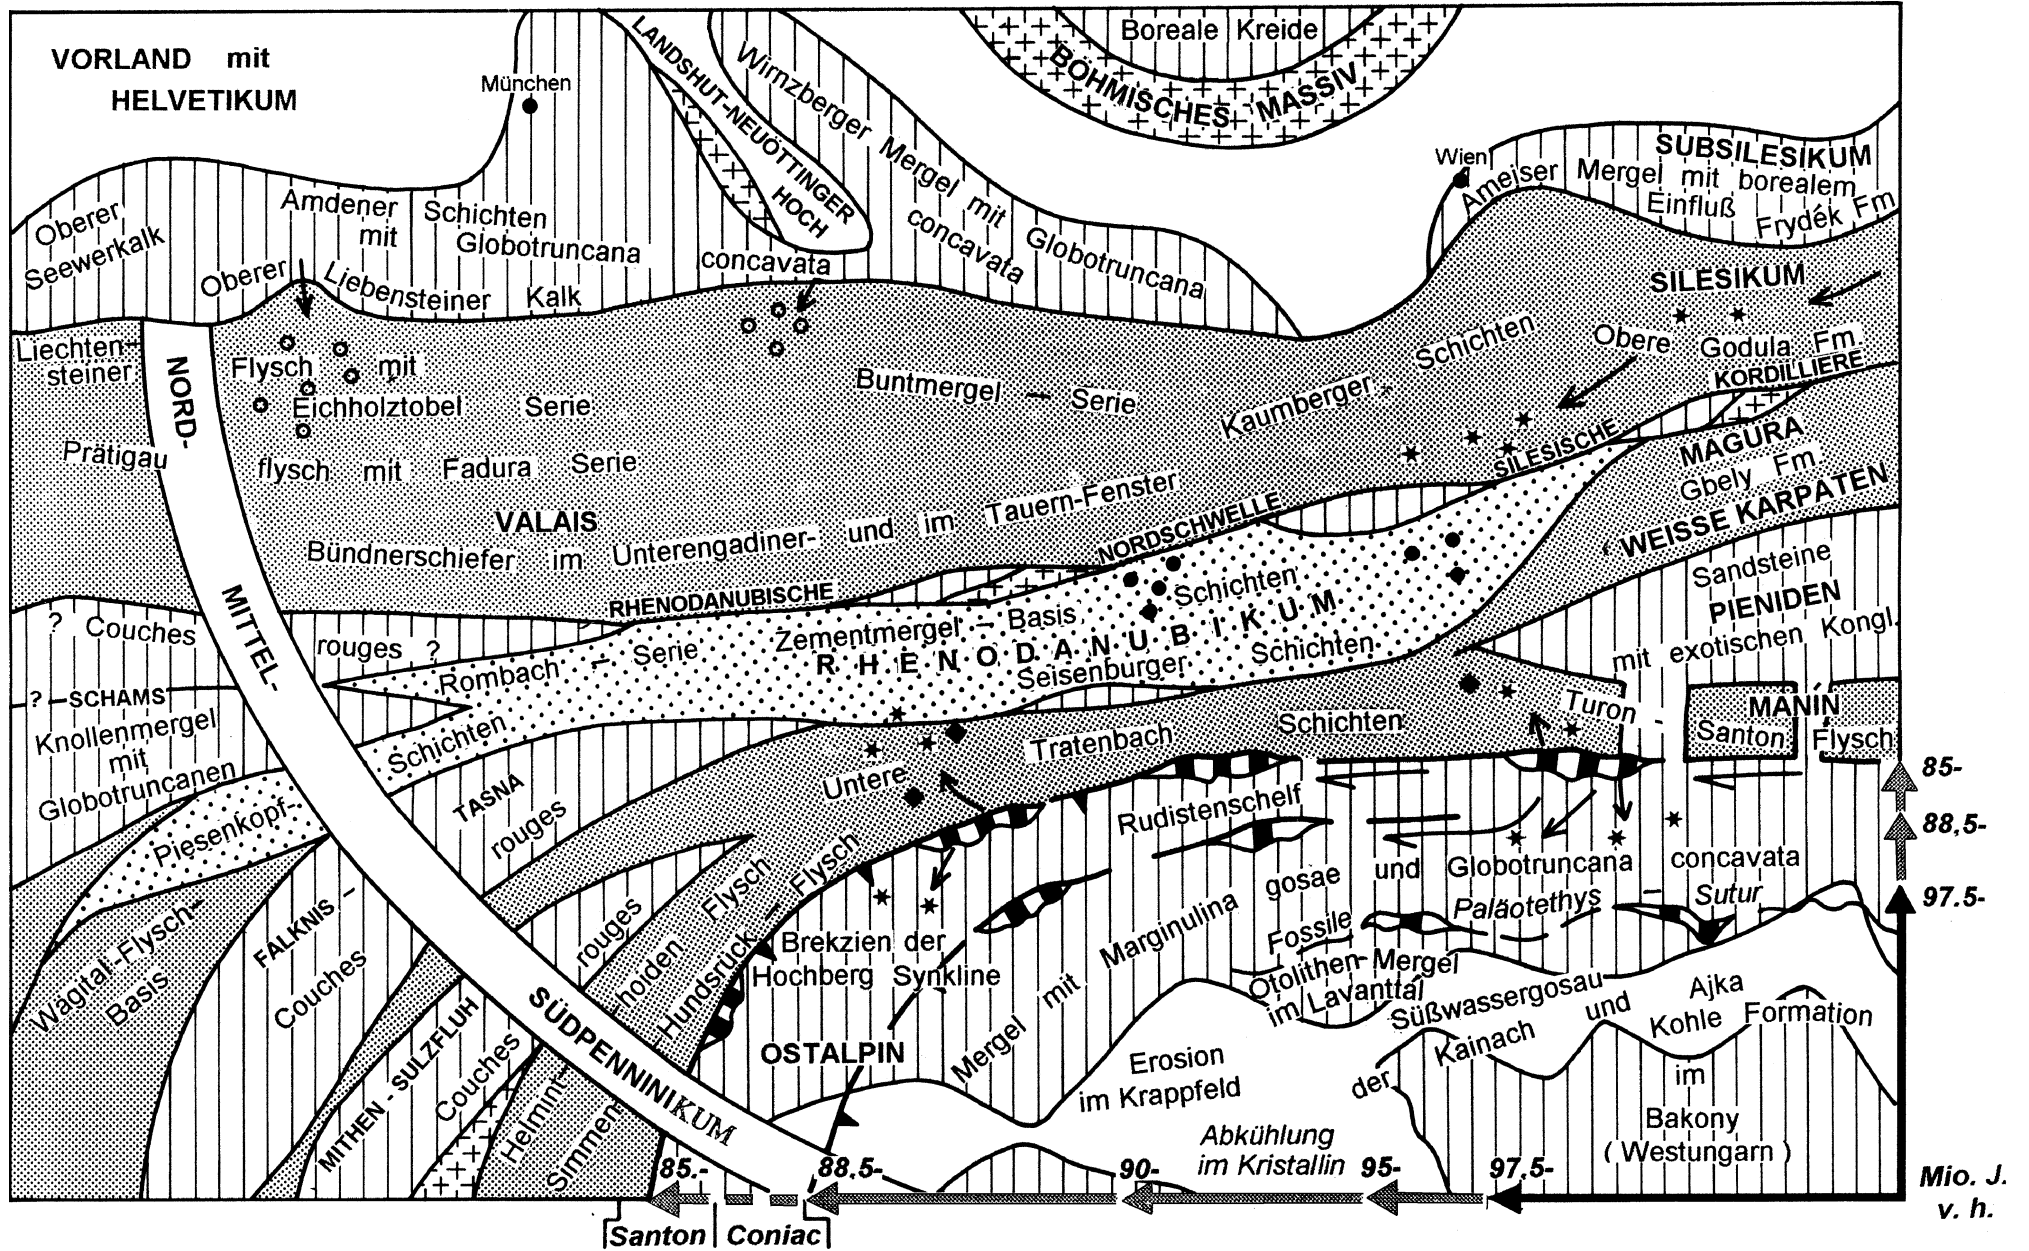 VORLAND mit
HELVETIKUM
München
LANDSHUT-NEUÖTTINGER
HOCH
Wirnzberger Mergel mit Globotruncana
concavata
Boreale Kreide
BÖHMISCHES MASSIV
Wien
SUBSILESIKUM
Ameiser Mergel mit borealem
Einfluß
Frydék Fm
Oberer
Seewerkalk
Amdener Schichten
mit Globotruncana
concavata
Oberer Liebensteiner Kalk
SILESIKUM
Liechten-
steiner
Flysch mit
Eichholztobel Serie
Buntmergel - Serie
Kaumberger - Schichten
Obere Godula Fm.
SILESISCHE KORDILLIERE
Prätigau
flysch mit Fadura Serie
VALAIS
Bündnerschiefer im Unterengadiner- und im Tauern-Fenster
MAGURA
Gbely Fm
( WEISSE KARPATEN
NORD-
MITTEL-
SÜDPENNINIKUM
RHENODANUBISCHE NORDSCHWELLE
? Couches
rouges ?
Rombach - Serie
Zementmergel - Basis Schichten
RHENODANUBIKUM
Seisenburger Schichten
Sandsteine
PIENIDEN
mit exotischen Kongl.
? - SCHAMS
Knollenmergel
mit
Globotruncanen
Piesenkopf-
Schichten
Turon -
MANIN
Santon
Flysch
TASNA
rouges
Untere Tratenbach Schichten
Rudistenschelf
85-
88,5-
97.5-
Wägital-Flysch-
Basis
FALKNIS -
Couches
rouges
MITHEN - SULZFLUH
Couches
Helmint-
hoiden Flysch
Simmen-
Hundsrück - Flysch
Brekzien der
Hochberg Synkline
OSTALPIN
Mergel mit Marginulina gosae und Globotruncana concavata
Fossile Paläotethys - Sutur
Otolithen-Mergel
im Lavanttal
Süßwassergosau
der Kainach und
Ajka
Kohle Formation
im
Bakony
( Westungarn )
Erosion
im Krappfeld
Abkühlung
im Kristallin
85.-
88,5-
90-
95-
97,5-
Mio. J.
v. h.
Santon
Coniac